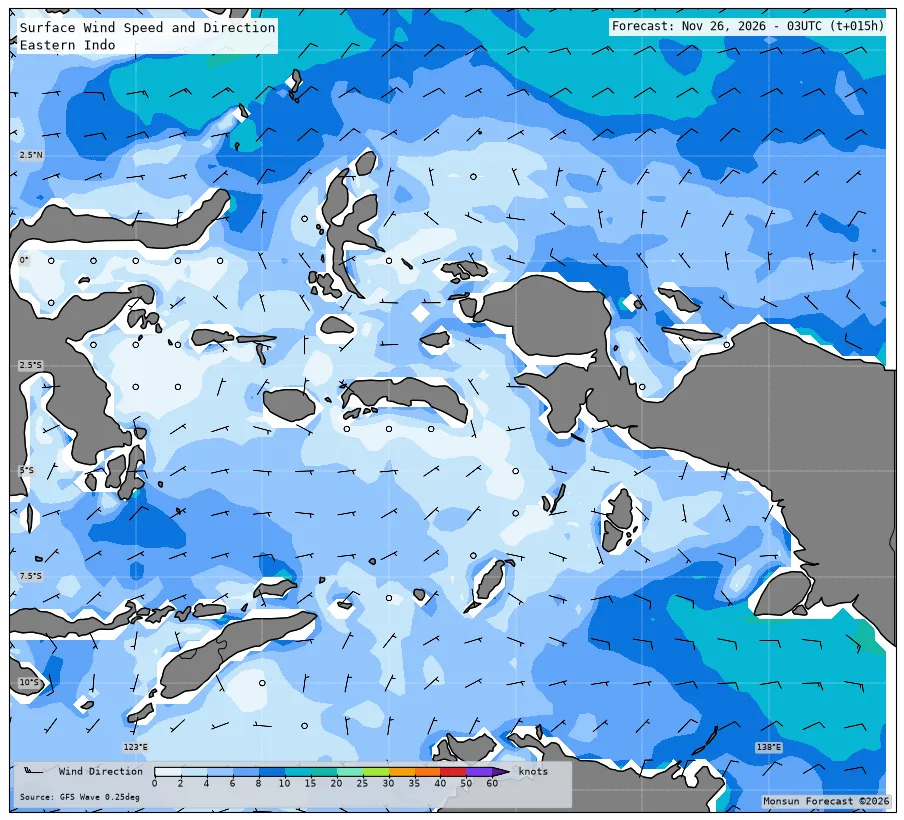 Surface Wind Speed and Direction
Eastern Indo
Forecast: Nov 26, 2026 - 03UTC (t+015h)
2.5°N
0°
2.5°S
5°S
7.5°S
10°S
123°E
138°E
Wind Direction
0 2 4 6 8 10 15 20 25 30 35 40 50 60
knots
Source: GFS Wave 0.25deg
Monsun Forecast ©2026